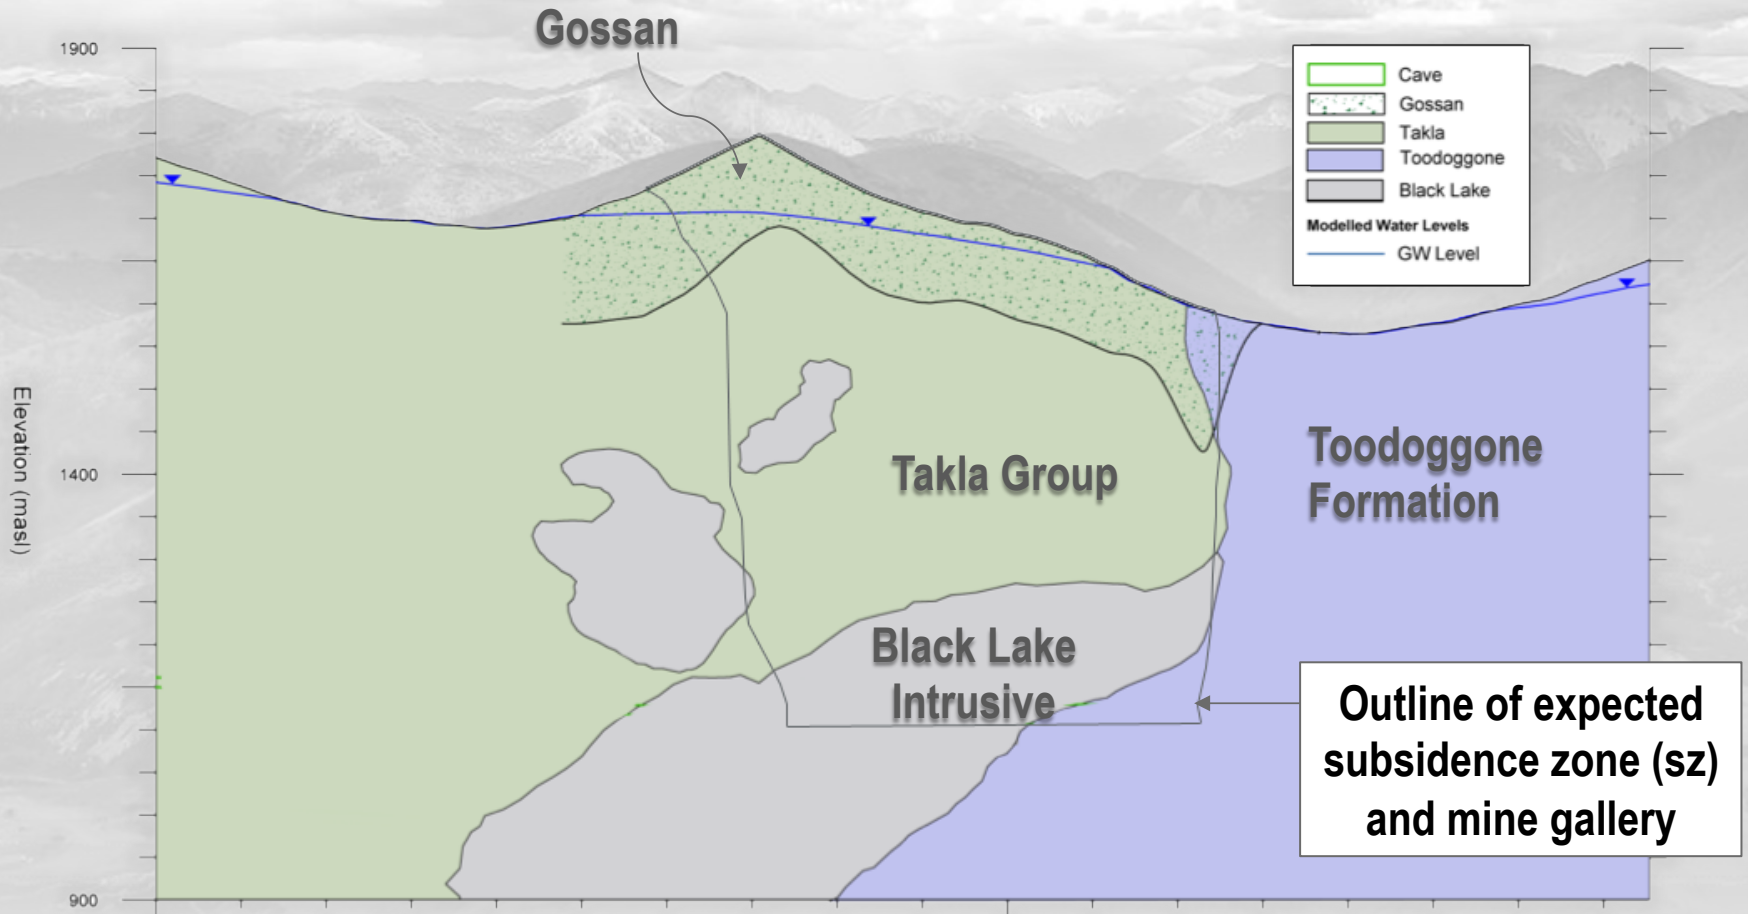 Gossan
1900
1400
900
Elevation (masl)
Cave
Gossan
Takla
Toodoggone
Black Lake
Modelled Water Levels
GW Level
Takla Group
Toodoggone
Formation
Black Lake
Intrusive
Outline of expected
subsidence zone (sz)
and mine gallery